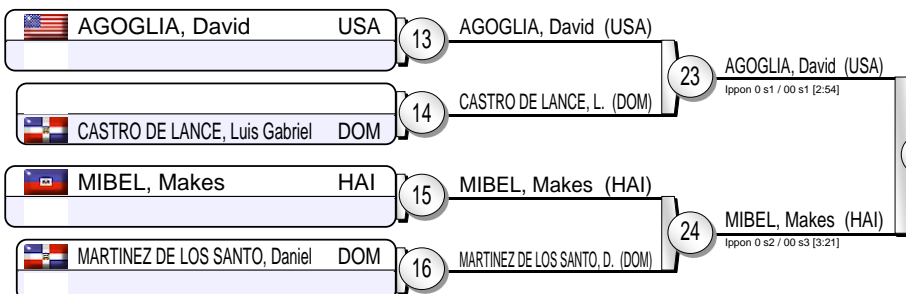 AGOGLIA, David USA
13
AGOGLIA, David (USA)
23
AGOGLIA, David (USA)
Ippon 0 s1 / 00 s1 [2:54]
14
CASTRO DE LANCE, L. (DOM)
CASTRO DE LANCE, Luis Gabriel DOM
MIBEL, Makes HAI
15
MIBEL, Makes (HAI)
24
MIBEL, Makes (HAI)
Ippon 0 s2 / 00 s3 [3:21]
MARTINEZ DE LOS SANTO, Daniel DOM
16
MARTINEZ DE LOS SANTO, D. (DOM)